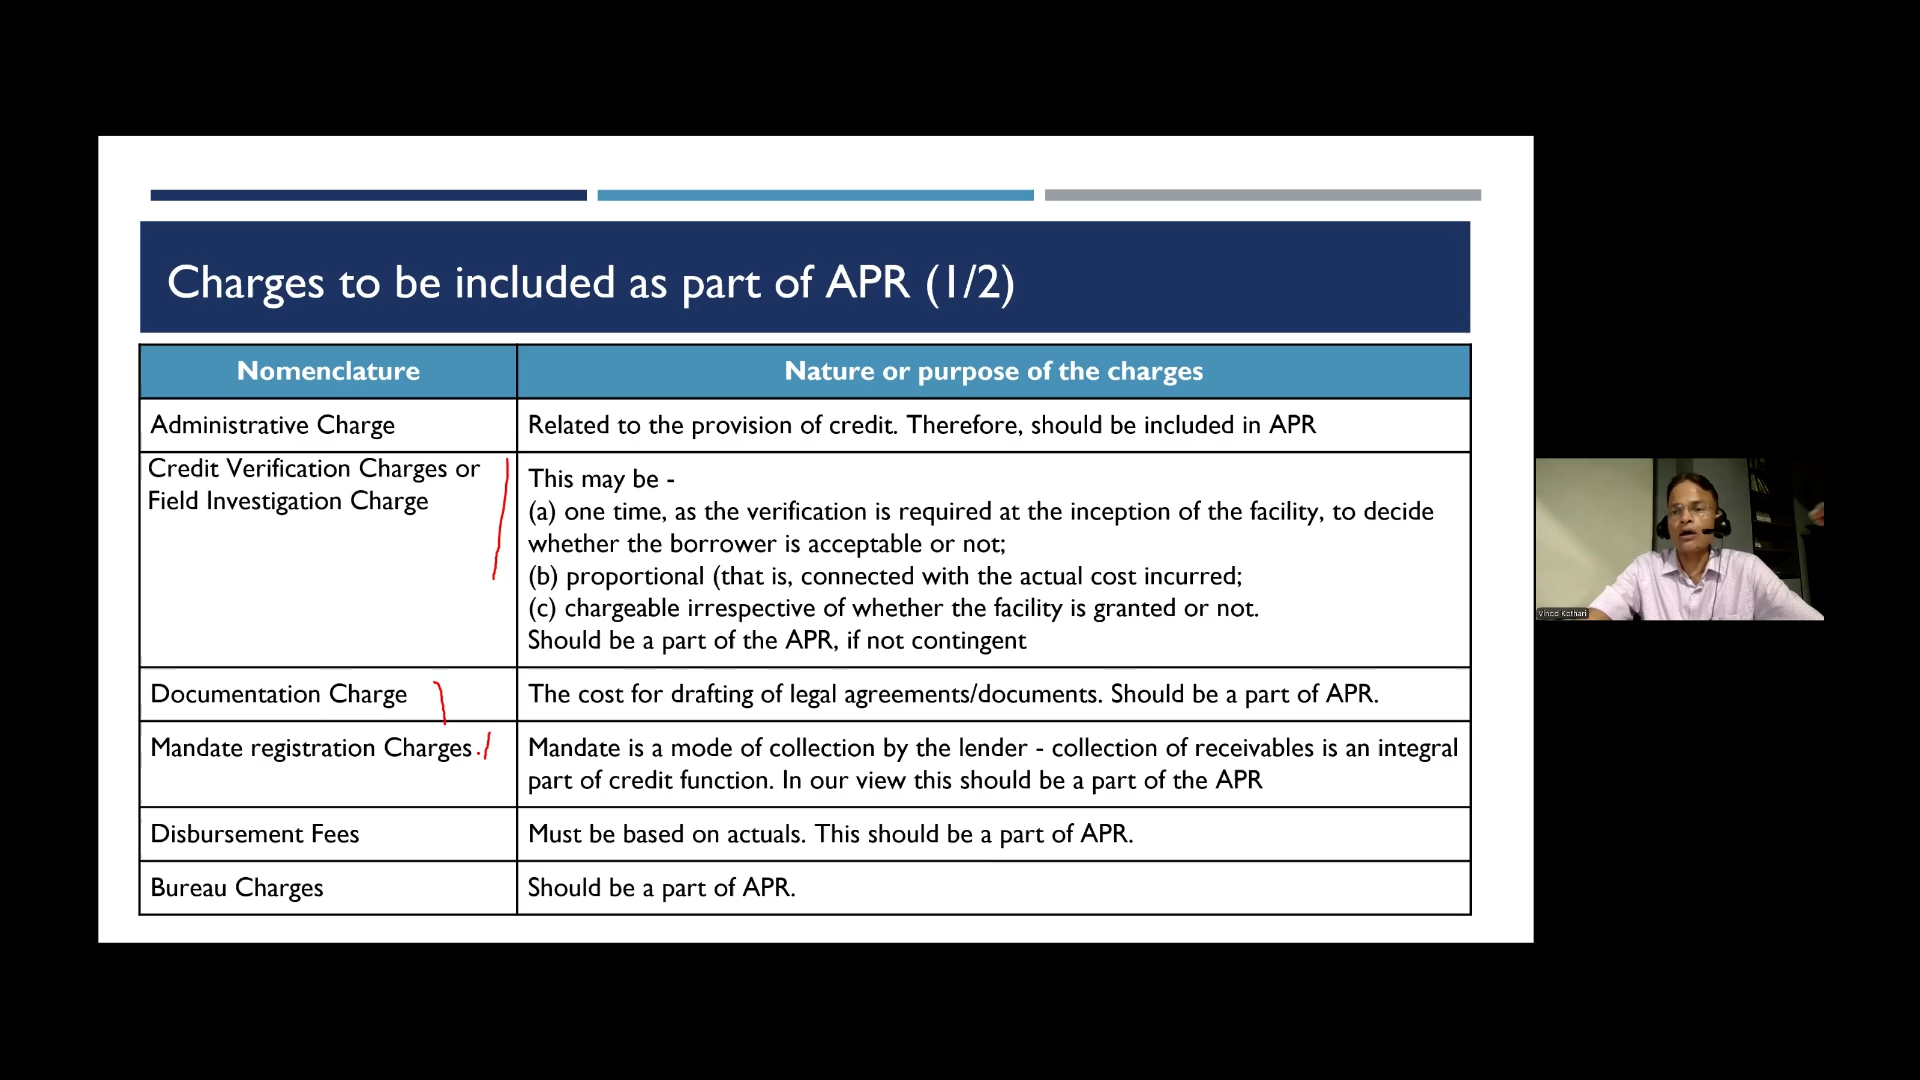 Charges to be included as part of APR (1/2)
Nomenclature
Nature or purpose of the charges
Administrative Charge
Related to the provision of credit. Therefore, should be included in APR
Credit Verification Charges or
Field Investigation Charge
This may be -
(a) one time, as the verification is required at the inception of the facility, to decide
whether the borrower is acceptable or not;
(b) proportional (that is, connected with the actual cost incurred;
(c) chargeable irrespective of whether the facility is granted or not.
Should be a part of the APR, if not contingent
Documentation Charge
The cost for drafting of legal agreements/documents. Should be a part of APR.
Mandate registration Charges
Mandate is a mode of collection by the lender - collection of receivables is an integral
part of credit function. In our view this should be a part of the APR
Disbursement Fees
Must be based on actuals. This should be a part of APR.
Bureau Charges
Should be a part of APR.
Vinod Kothari